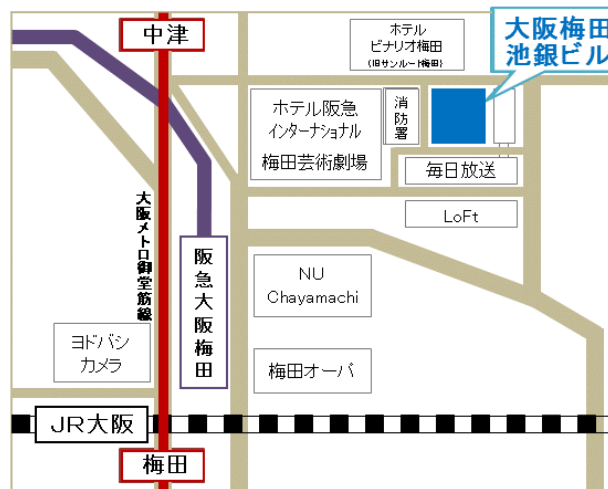 中津
ホテル
ビナリオ梅田
(旧サンルート梅田)
大阪梅田
池銀ビル
ホテル阪急
インターナショナル
梅田芸術劇場
消防署
毎日放送
LoFt
大阪メトロ御堂筋線
阪急大阪梅田
NU
Chayamachi
ヨドバシ
カメラ
梅田オーパ
JR大阪
梅田